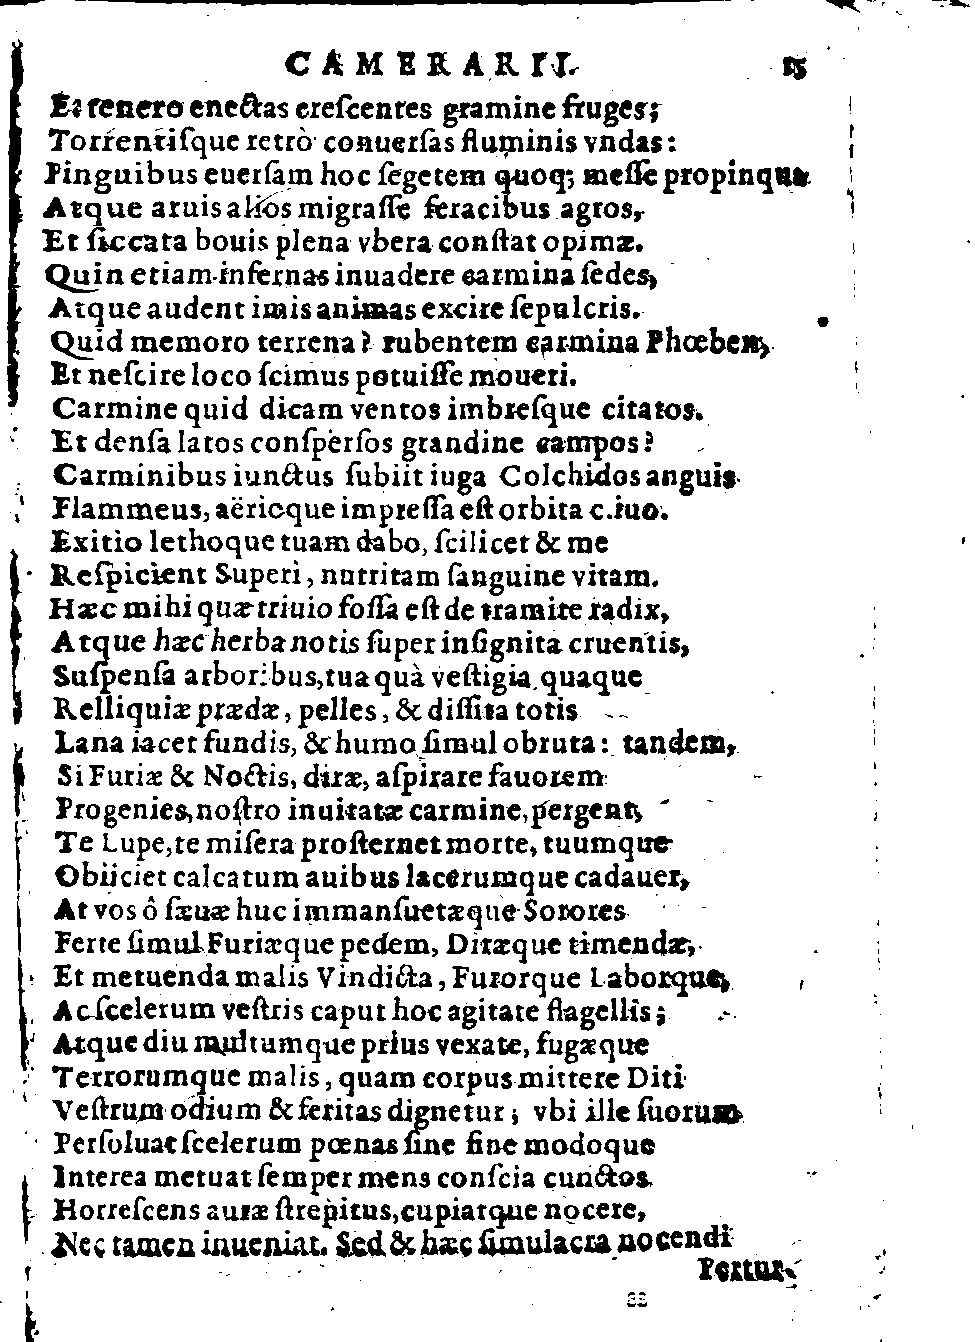 CAMERARII. 15
Et tenero enectas crescentes gramine fruges;
Torrentisque retrò conuersas fluminis vndas:
Pinguibus euersam hoc segetem quoq; messe propinqua
Atque aruis alios migrasse feracibus agros,
Et siccata bouis plena vbera constat opimæ.
Quin etiam infernas inuadere carmina sedes,
Atque audent imis animas excire sepulcris.
Quid memoro terrena? rubentem carmina Phœben,
Et nescire loco scimus potuisse moueri.
Carmine quid dicam ventos imbresque citatos.
Et densa latos conspersos grandine campos?
Carminibus iunctus subiit iuga Colchidos anguis
Flammeus, aërioque impressa est orbita c.iuo.
Exitio lethoque tuam dabo, scilicet & me
Respicient Superi, nutritam sanguine vitam.
Hæc mihi quæ triuio fossa est de tramite radix,
Atque hæc herba notis super insignita cruentis,
Suspensa arboribus, tua quà vestigia quaque
Relliquiæ prædæ, pelles, & dissita totis
Lana iacet fundis, & humo simul obruta: tandem,
Si Furiæ & Noctis, diræ, aspirare fauorem
Progenies, nostro inuitatæ carmine, pergent,
Te Lupe, te misera prosternet morte, tuumque
Obiiciet calcatum auibus lacerumque cadauer,
At vos ô sæuæ huc immansuetæque Sorores
Ferte simul Furiæque pedem, Diræque timendæ,
Et metuenda malis Vindicta, Furorque Laborque,
Ac scelerum vestris caput hoc agitate flagellis;
Atque diu multumque prius vexate, fugæque
Terrorumque malis, quam corpus mittere Diti
Vestrum odium & feritas dignetur; vbi ille suorum
Persoluat scelerum pœnas sine fine modoque
Interea metuat semper mens conscia cunctos
Horrescens auræ strepitus, cupiatque nocere,
Nec tamen inueniat. Sed & hæc simulacra nocendi
Pertur-